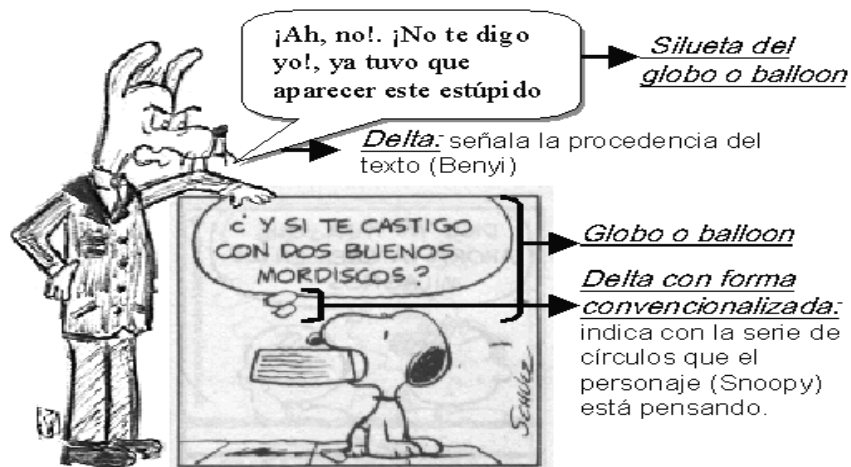 ¡Ah, no!. ¡No te digo
yo!, ya tuvo que
aparecer este estúpido
Silueta del
globo o balloon
Delta: señala la procedencia del
texto (Benyi)
¿ Y SI TE CASTIGO
CON DOS BUENOS
MORDISCOS?
Globo o balloon
Delta con forma
convencionalizada:
indica con la serie de
círculos que el
personaje (Snoopy)
está pensando.
SCHULZ